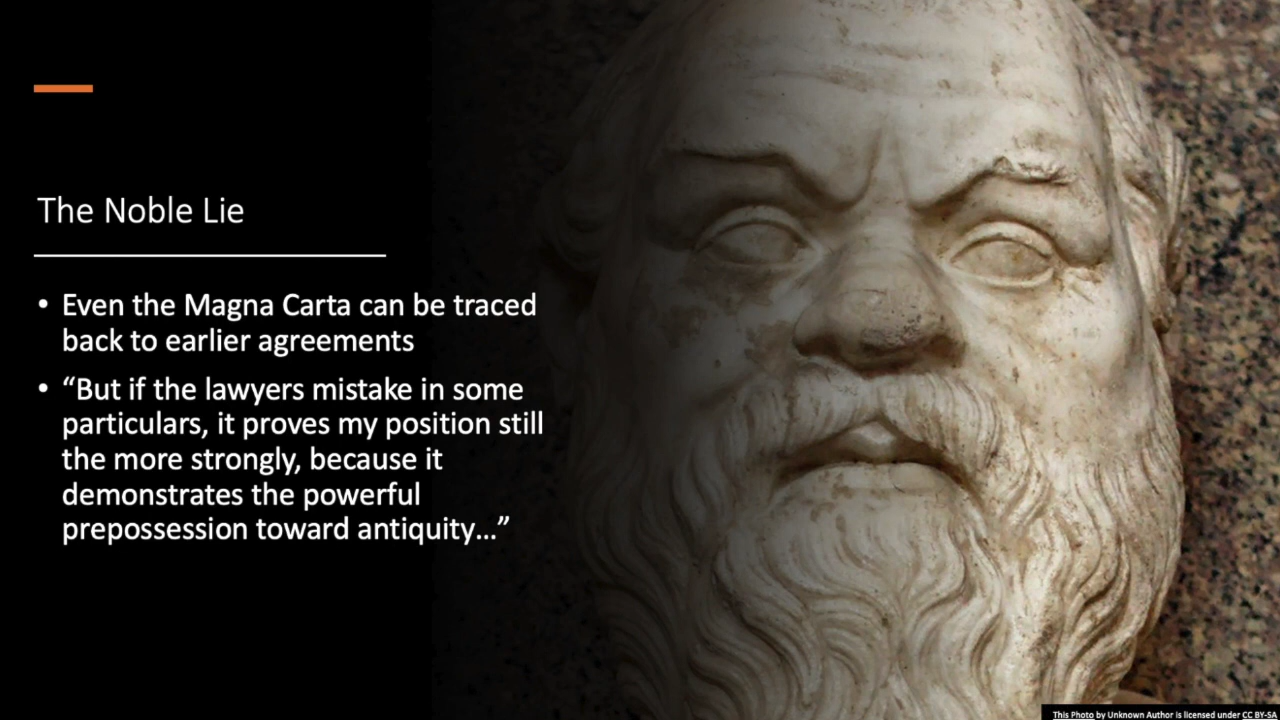 The Noble Lie
• Even the Magna Carta can be traced
back to earlier agreements
• “But if the lawyers mistake in some
particulars, it proves my position still
the more strongly, because it
demonstrates the powerful
prepossession toward antiquity...”
This Photo by Unknown Author is licensed under CC BY-SA